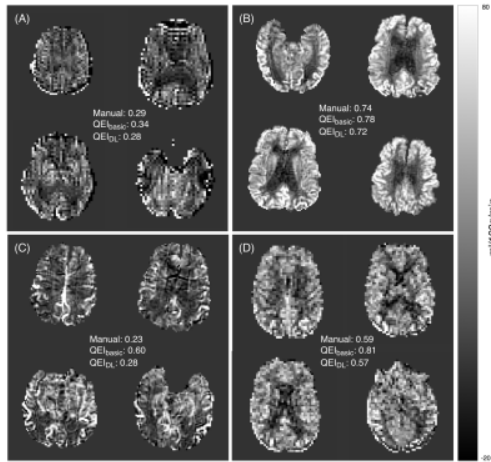 (A)
Manual: 0.29
QEIbasic: 0.34
QEIDL: 0.28
(B)
Manual: 0.74
QEIbasic: 0.78
QEIDL: 0.72
(C)
Manual: 0.23
QEIbasic: 0.60
QEIDL: 0.28
(D)
Manual: 0.59
QEIbasic: 0.81
QEIDL: 0.57
80
-20